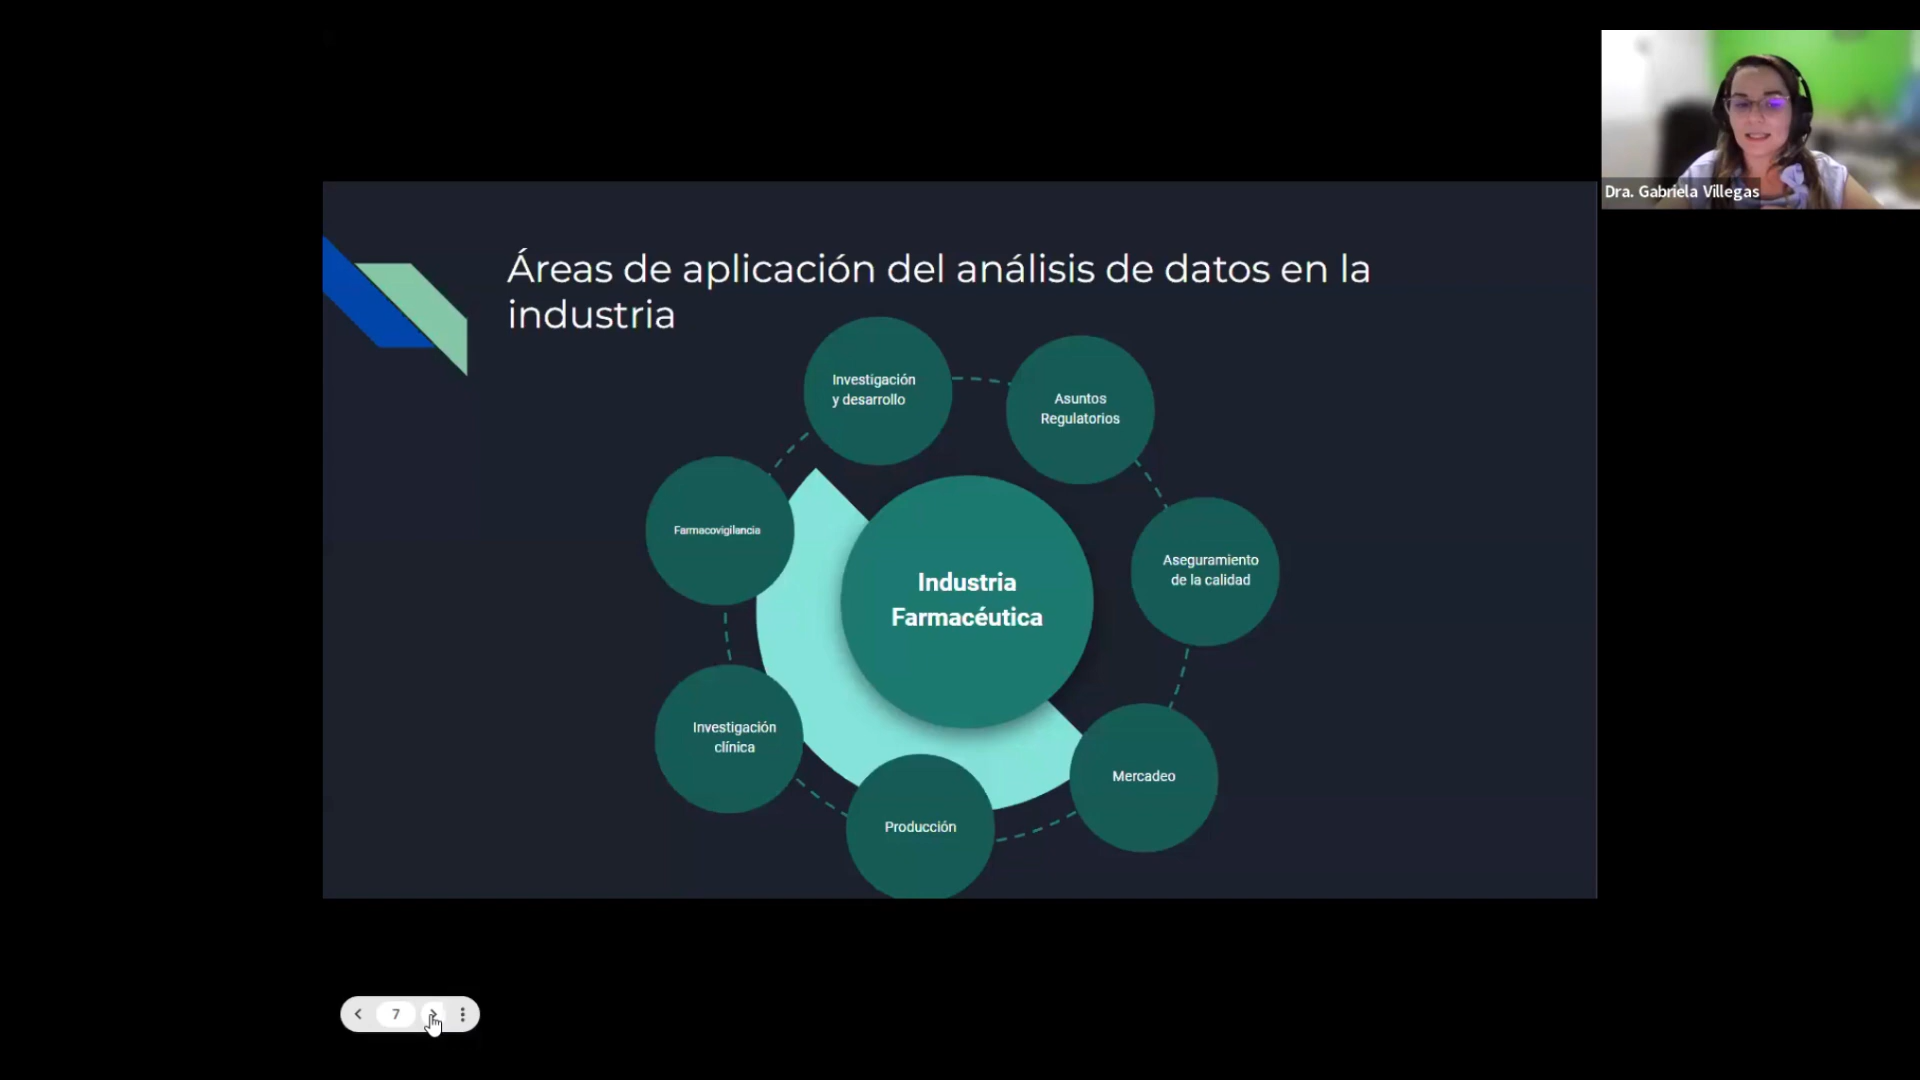 Dra. Gabriela Villegas
Áreas de aplicación del análisis de datos en la
industria
Investigación
y desarrollo
Asuntos
Regulatorios
Farmacovigilancia
Aseguramiento
de la calidad
Industria
Farmacéutica
Investigación
clínica
Mercadeo
Producción
7